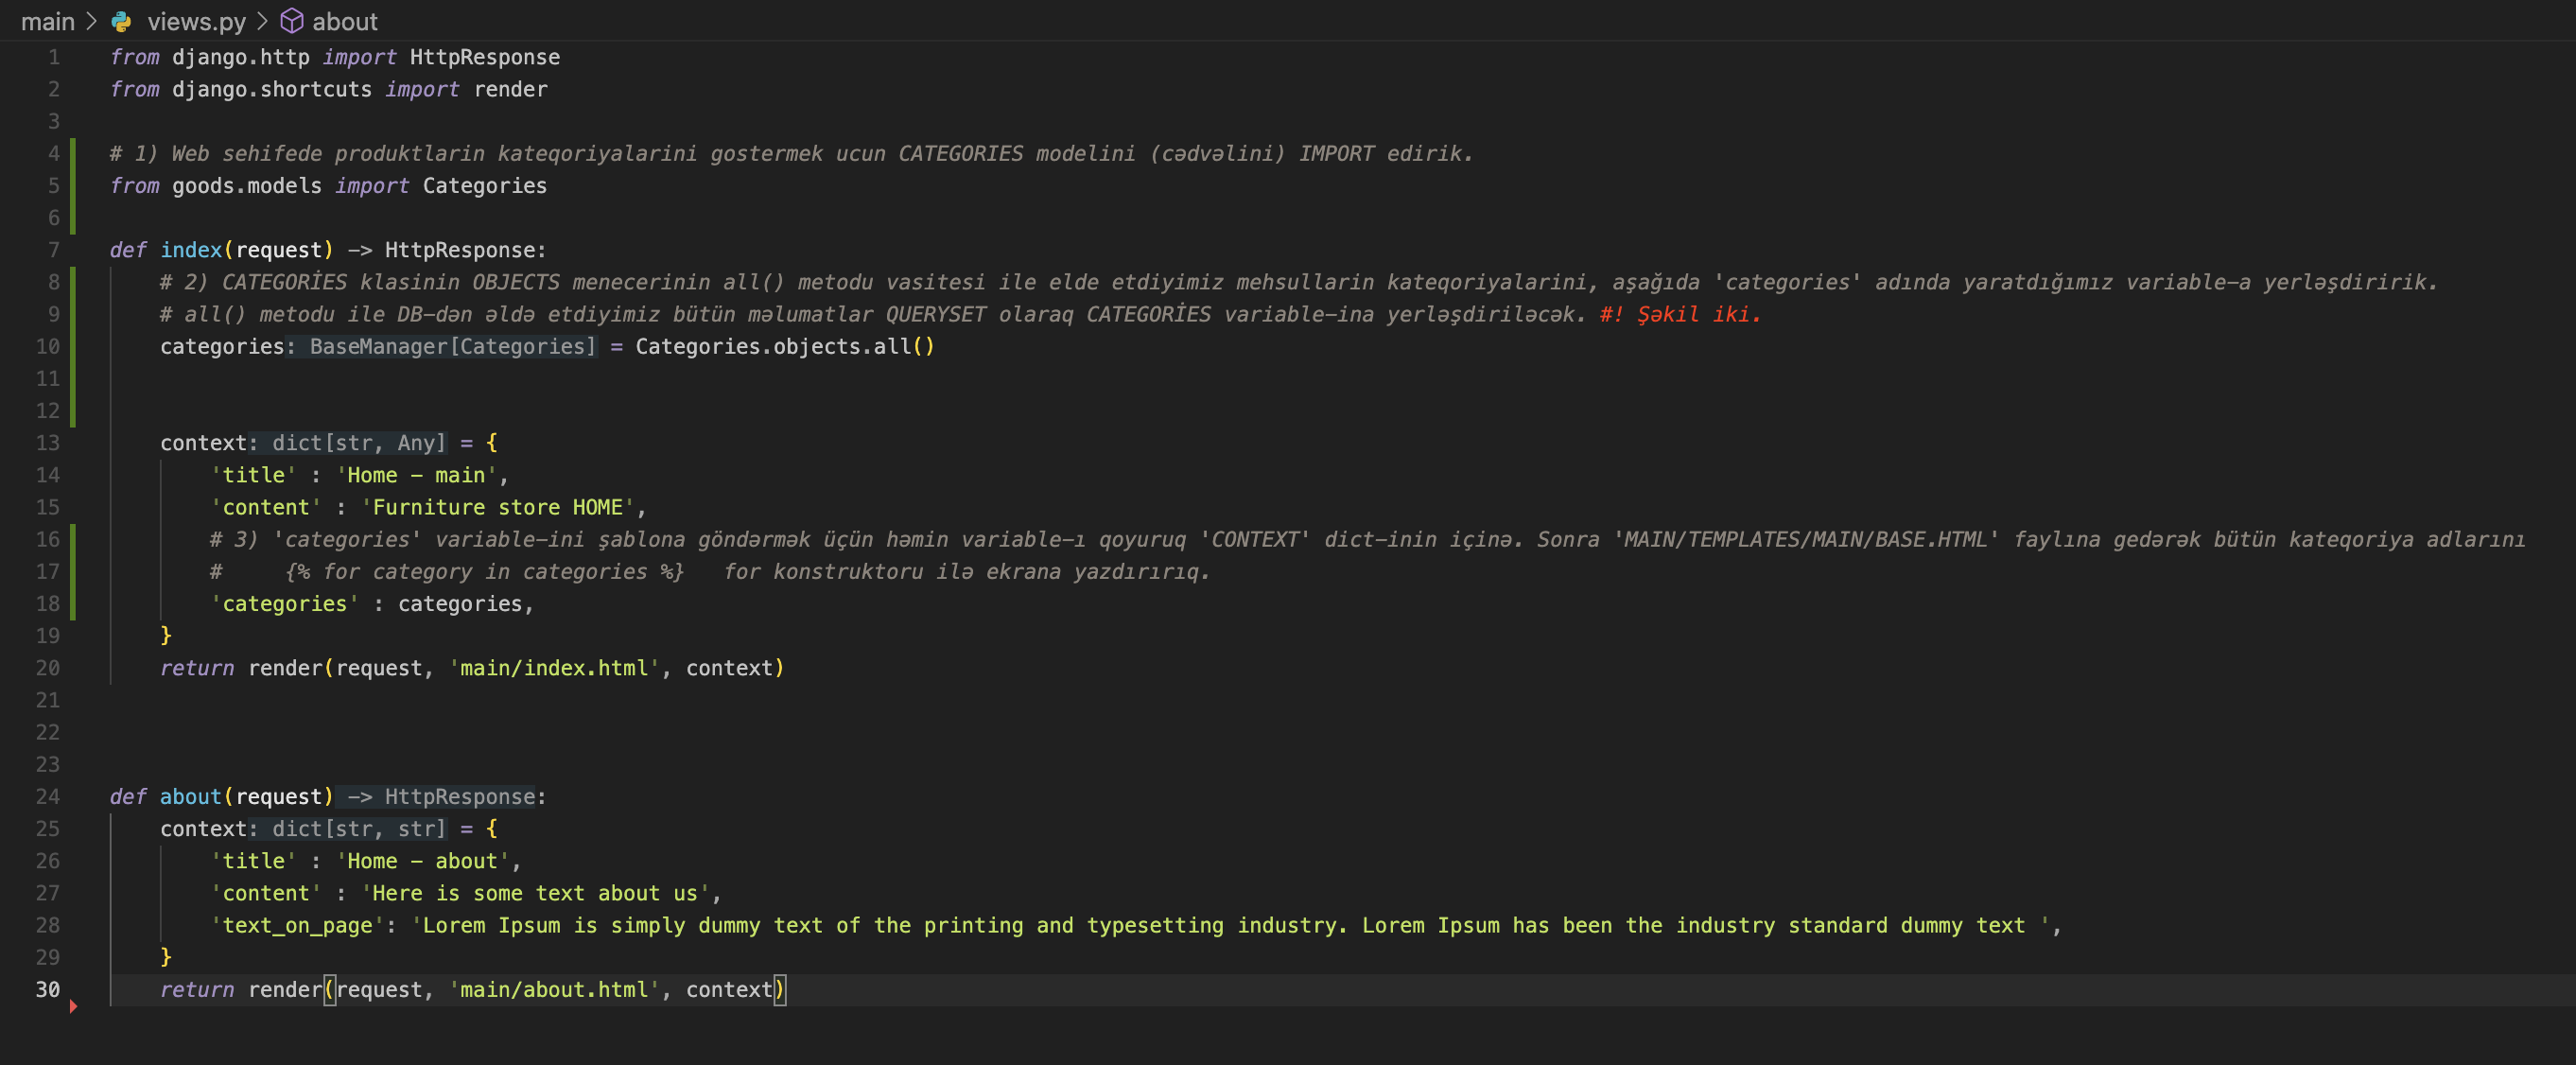 main > views.py > about
1 from django.http import HttpResponse
2 from django.shortcuts import render
3
4 # 1) Web sehifede produktlarin kateqoriyalarini gostermek ucun CATEGORIES modelini (cədvəlini) IMPORT edirik.
5 from goods.models import Categories
6
7 def index(request) -> HttpResponse:
8     # 2) CATEGORİES klasinin OBJECTS menecerinin all() metodu vasitesi ile elde etdiyimiz mehsullarin kateqoriyalarini, aşağıda 'categories' adında yaratdığımız variable-a yerləşdiririk.
9     # all() metodu ile DB-dən əldə etdiyimiz bütün məlumatlar QUERYSET olaraq CATEGORİES variable-ina yerləşdiriləcək. #! Şəkil iki.
10     categories: BaseManager[Categories] = Categories.objects.all()
11
12
13     context: dict[str, Any] = {
14         'title' : 'Home - main',
15         'content' : 'Furniture store HOME',
16         # 3) 'categories' variable-ini şablona göndərmək üçün həmin variable-ı qoyuruq 'CONTEXT' dict-inin içinə. Sonra 'MAIN/TEMPLATES/MAIN/BASE.HTML' faylına gedərək bütün kateqoriya adlarını
17         #     {% for category in categories %}   for konstruktoru ilə ekrana yazdırırıq.
18         'categories' : categories,
19     }
20     return render(request, 'main/index.html', context)
21
22
23
24 def about(request) -> HttpResponse:
25     context: dict[str, str] = {
26         'title' : 'Home - about',
27         'content' : 'Here is some text about us',
28         'text_on_page': 'Lorem Ipsum is simply dummy text of the printing and typesetting industry. Lorem Ipsum has been the industry standard dummy text ',
29     }
30     return render(request, 'main/about.html', context)